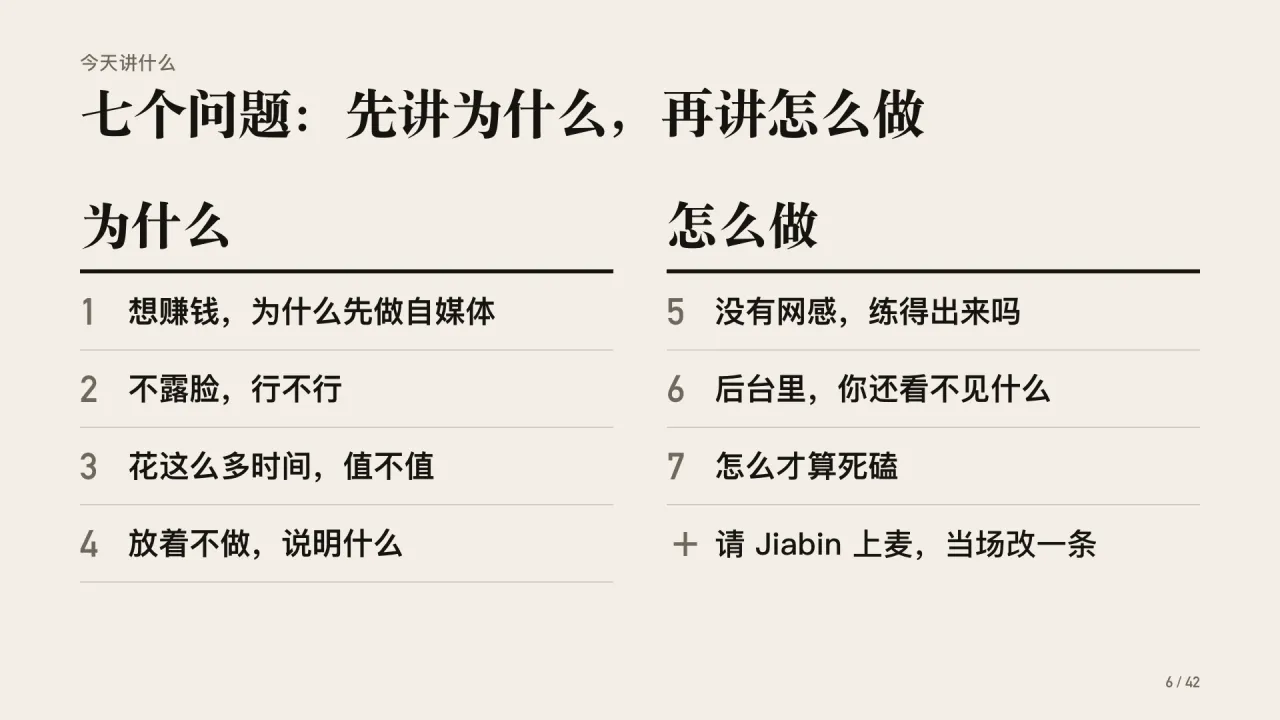 今天讲什么
七个问题：先讲为什么，再讲怎么做
为什么
1 想赚钱，为什么先做自媒体
2 不露脸，行不行
3 花这么多时间，值不值
4 放着不做，说明什么
怎么做
5 没有网感，练得出来吗
6 后台里，你还看不见什么
7 怎么才算死磕
＋ 请 Jiabin 上麦，当场改一条
6 / 42